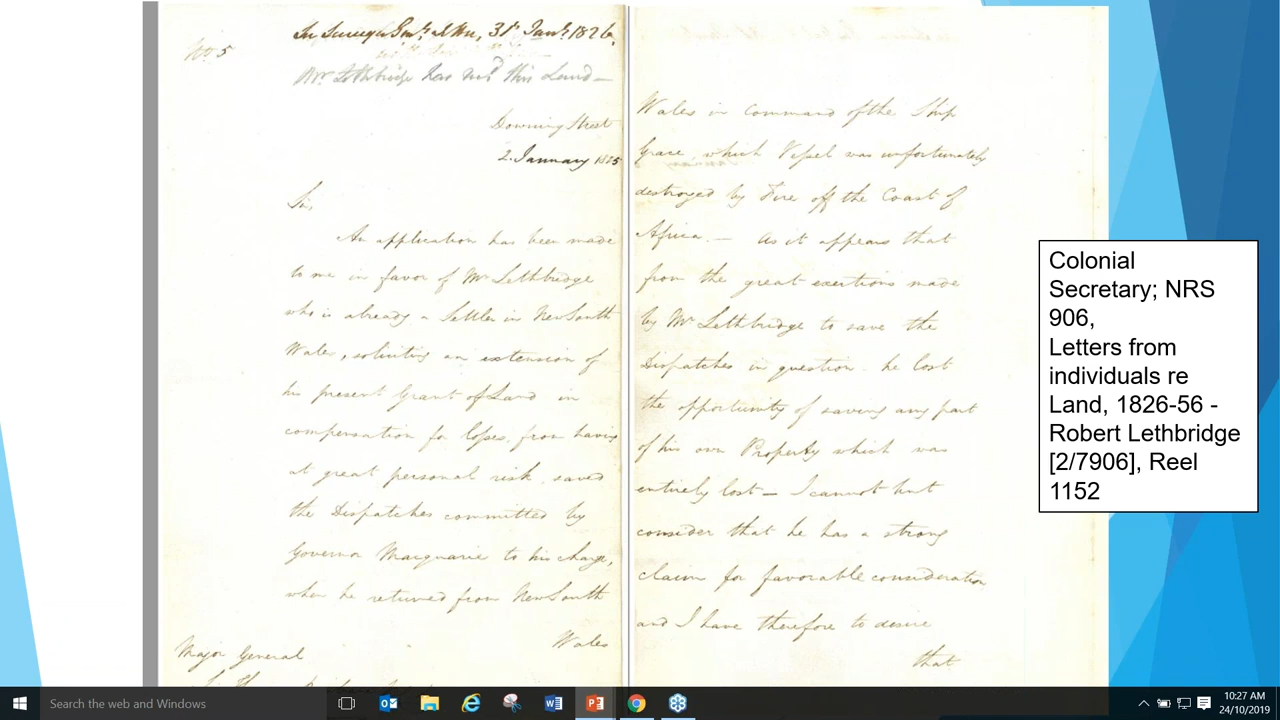 No. 5
31st Jany. 1826.
Mr. Lethbridge has recd this Land—
Downing Street
2 January 1825
Sir,
An application has been made
to me in favor of Mr Lethbridge
who is already a Settler in New South
Wales, soliciting an extension of
his present Grant of Land in
compensation for losses, from having
at great personal risk saved
the Dispatches committed by
Governor Macquarie to his charge,
when he returned from New South
Wales
Major General
Wales in Command of the Ship
Grace, which Vessel was unfortunately
destroyed by Fire off the Coast of
Africa.— As it appears that
from the great exertions made
by Mr Lethbridge to save the
Dispatches in question he lost
the opportunity of saving any part
of his own Property which was
entirely lost— I cannot but
consider that he has a strong
claim for favorable consideration
and I have therefore to desire
that
Colonial
Secretary; NRS
906,
Letters from
individuals re
Land, 1826-56 -
Robert Lethbridge
[2/7906], Reel
1152
Search the web and Windows
10:27 AM
24/10/2019